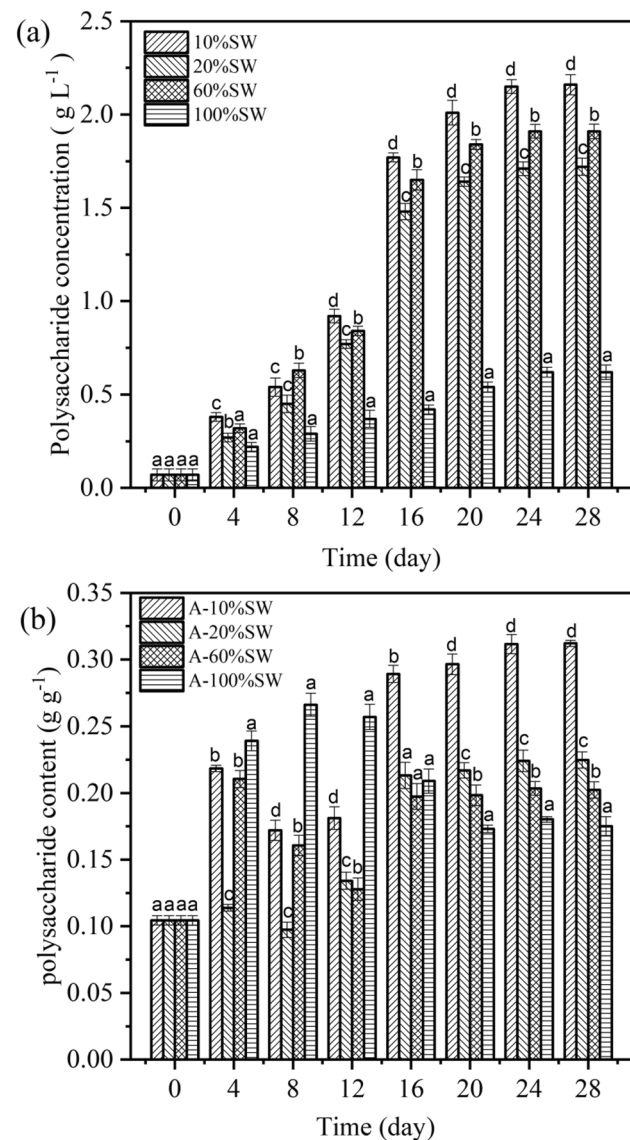 (a)
Polysaccharide concentration ( g L-1)
2.5
2.0
1.5
1.0
0.5
0.0
10%SW
20%SW
60%SW
100%SW
a a a a
c b a a
c c b a
d c b a
d c b a
d c b a
d c b a
d c b a
0 4 8 12 16 20 24 28
Time (day)
(b)
polysaccharide content (g g-1)
0.35
0.30
0.25
0.20
0.15
0.10
0.05
0.00
A-10%SW
A-20%SW
A-60%SW
A-100%SW
a a a a
b c b a
d c b a
d c b a
b a a a
d c b a
d c b a
d c b a
0 4 8 12 16 20 24 28
Time (day)